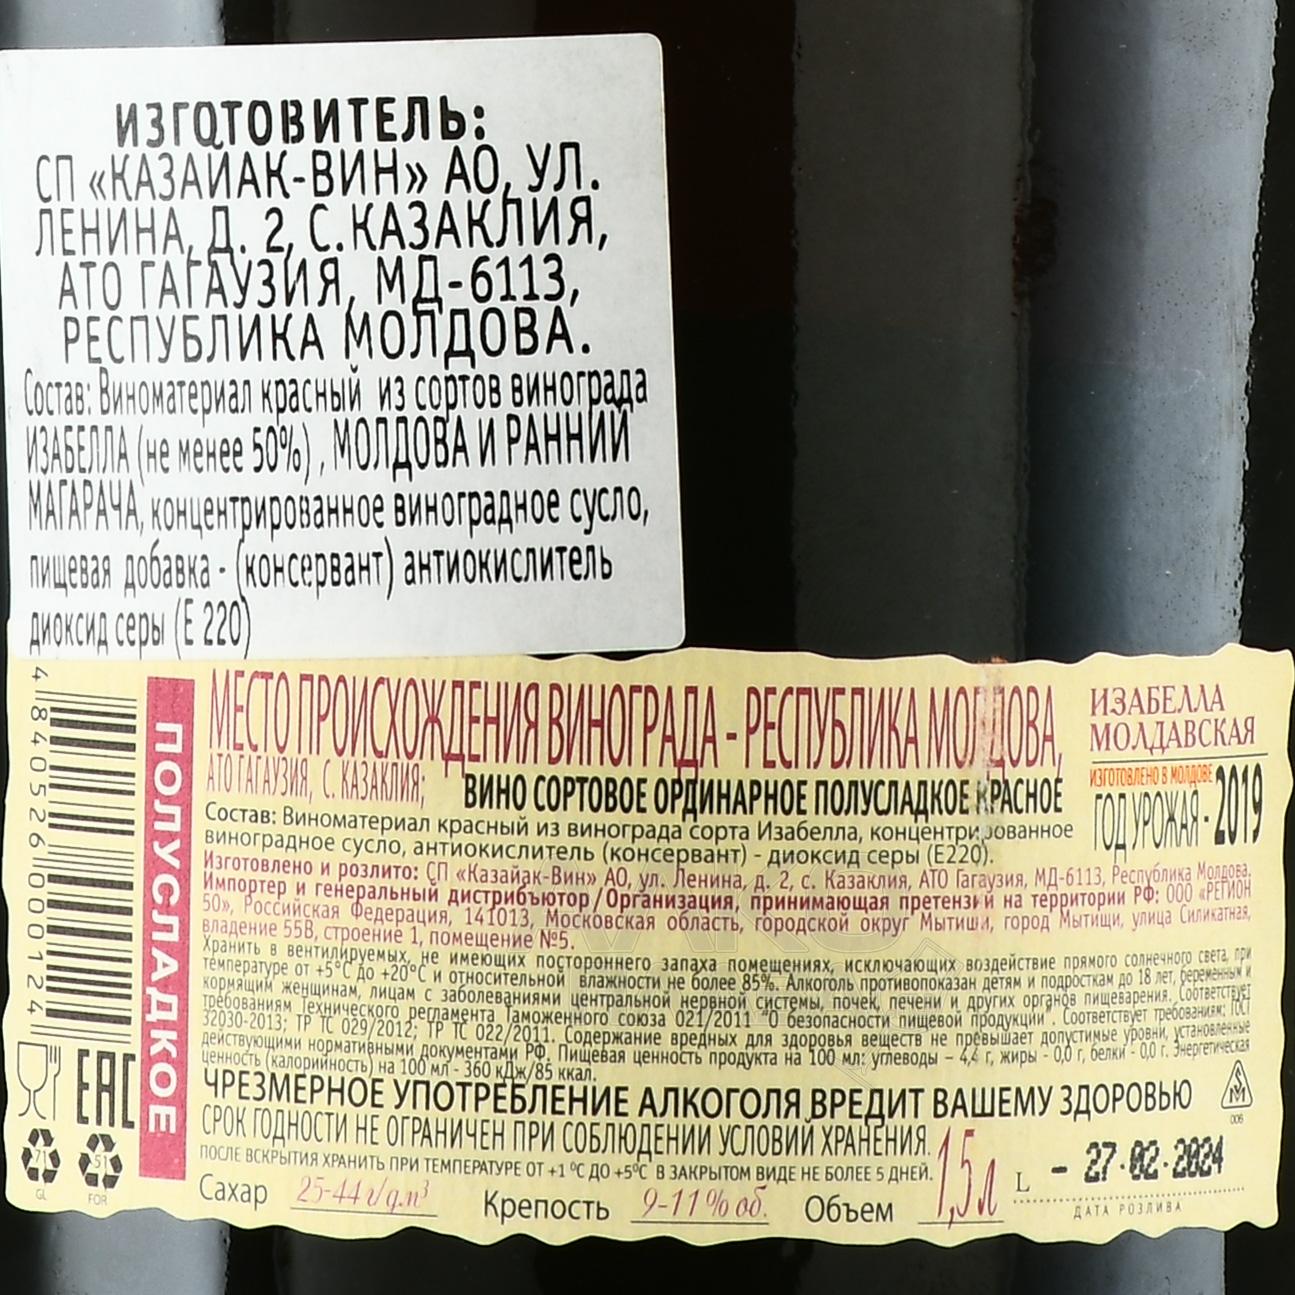 ИЗГОТОВИТЕЛЬ:
СП «КАЗАЙАК-ВИН» АО, УЛ.
ЛЕНИНА, Д. 2, С.КАЗАКЛИЯ,
АТО ГАГАУЗИЯ, МД-6113,
РЕСПУБЛИКА МОЛДОВА.
Состав: Виноматериал красный из сортов винограда
ИЗАБЕЛЛА (не менее 50%) , МОЛДОВА И РАННИЙ
МАГАРАЧА, концентрированное виноградное сусло,
пищевая добавка - (консервант) антиокислитель
диоксид серы (Е 220)
4 840526 000124
ПОЛУСЛАДКОЕ
МЕСТО ПРОИСХОЖДЕНИЯ ВИНОГРАДА - РЕСПУБЛИКА МОЛДОВА,
АТО ГАГАУЗИЯ, С. КАЗАКЛИЯ;
ВИНО СОРТОВОЕ ОРДИНАРНОЕ ПОЛУСЛАДКОЕ КРАСНОЕ
Состав: Виноматериал красный из винограда сорта Изабелла, концентрированное
виноградное сусло, антиокислитель (консервант) - диоксид серы (Е220).
Изготовлено и розлито: СП «Казайак-Вин» АО, ул. Ленина, д. 2, с. Казаклия, АТО Гагаузия, МД-6113, Республика Молдова.
Импортер и генеральный дистрибъютор/Организация, принимающая претензии на территории РФ: ООО «РЕГИОН
50», Российская Федерация, 141013, Московская область, городской округ Мытищи, город Мытищи, улица Силикатная,
владение 55В, строение 1, помещение №5.
Хранить в вентилируемых, не имеющих постороннего запаха помещениях, исключающих воздействие прямого солнечного света, при
температуре от +5°С до +20°С и относительной влажности не более 85%. Алкоголь противопоказан детям и подросткам до 18 лет, беременным и
кормящим женщинам, лицам с заболеваниями центральной нервной системы, почек, печени и других органов пищеварения. Соответствует
требованиям Технического регламента Таможенного союза 021/2011 "О безопасности пищевой продукции". Соответствует требованиям: ГОСТ
32030-2013; ТР ТС 029/2012; ТР ТС 022/2011. Содержание вредных для здоровья веществ не превышает допустимые уровни, установленные
действующими нормативными документами РФ. Пищевая ценность продукта на 100 мл: углеводы – 4,4 г, жиры - 0,0 г, белки - 0,0 г. Энергетическая
ценность (калорийность) на 100 мл - 360 кДж/85 ккал.
ЧРЕЗМЕРНОЕ УПОТРЕБЛЕНИЕ АЛКОГОЛЯ ВРЕДИТ ВАШЕМУ ЗДОРОВЬЮ
СРОК ГОДНОСТИ НЕ ОГРАНИЧЕН ПРИ СОБЛЮДЕНИИ УСЛОВИЙ ХРАНЕНИЯ.
ПОСЛЕ ВСКРЫТИЯ ХРАНИТЬ ПРИ ТЕМПЕРАТУРЕ ОТ +1 °С ДО +5°С В ЗАКРЫТОМ ВИДЕ НЕ БОЛЕЕ 5 ДНЕЙ.
Сахар 25-44 г/дм³ Крепость 9-11% об. Объем 1,5 л
ИЗАБЕЛЛА
МОЛДАВСКАЯ
ИЗГОТОВЛЕНО В МОЛДОВЕ
ГОД УРОЖАЯ - 2019
006
L - 27.02.2024
ДАТА РОЗЛИВА
ЕАС
71
GL
51
FOR